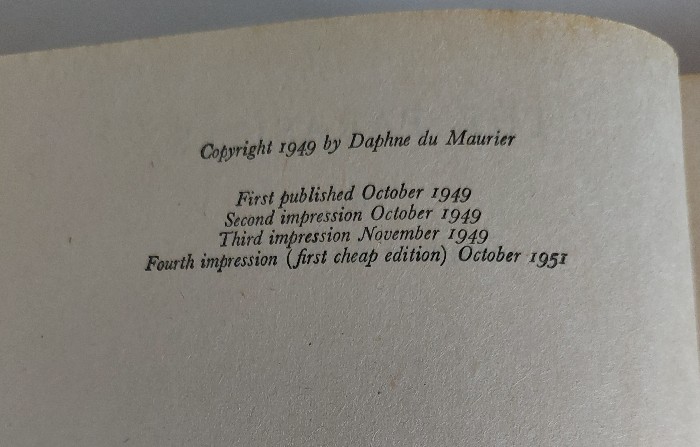 Copyright 1949 by Daphne du Maurier
First published October 1949
Second impression October 1949
Third impression November 1949
Fourth impression (first cheap edition) October 1951